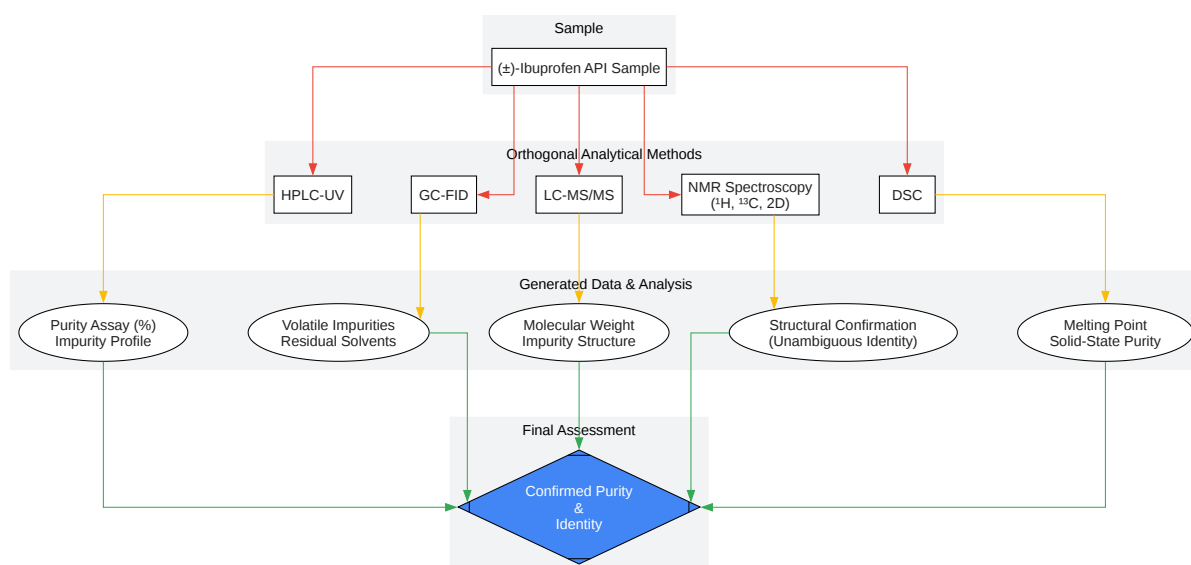 Sample
(±)-Ibuprofen API Sample
Orthogonal Analytical Methods
HPLC-UV
GC-FID
LC-MS/MS
NMR Spectroscopy
(¹H, ¹³C, 2D)
DSC
Generated Data & Analysis
Purity Assay (%)
Impurity Profile
Volatile Impurities
Residual Solvents
Molecular Weight
Impurity Structure
Structural Confirmation
(Unambiguous Identity)
Melting Point
Solid-State Purity
Final Assessment
Confirmed Purity
&
Identity